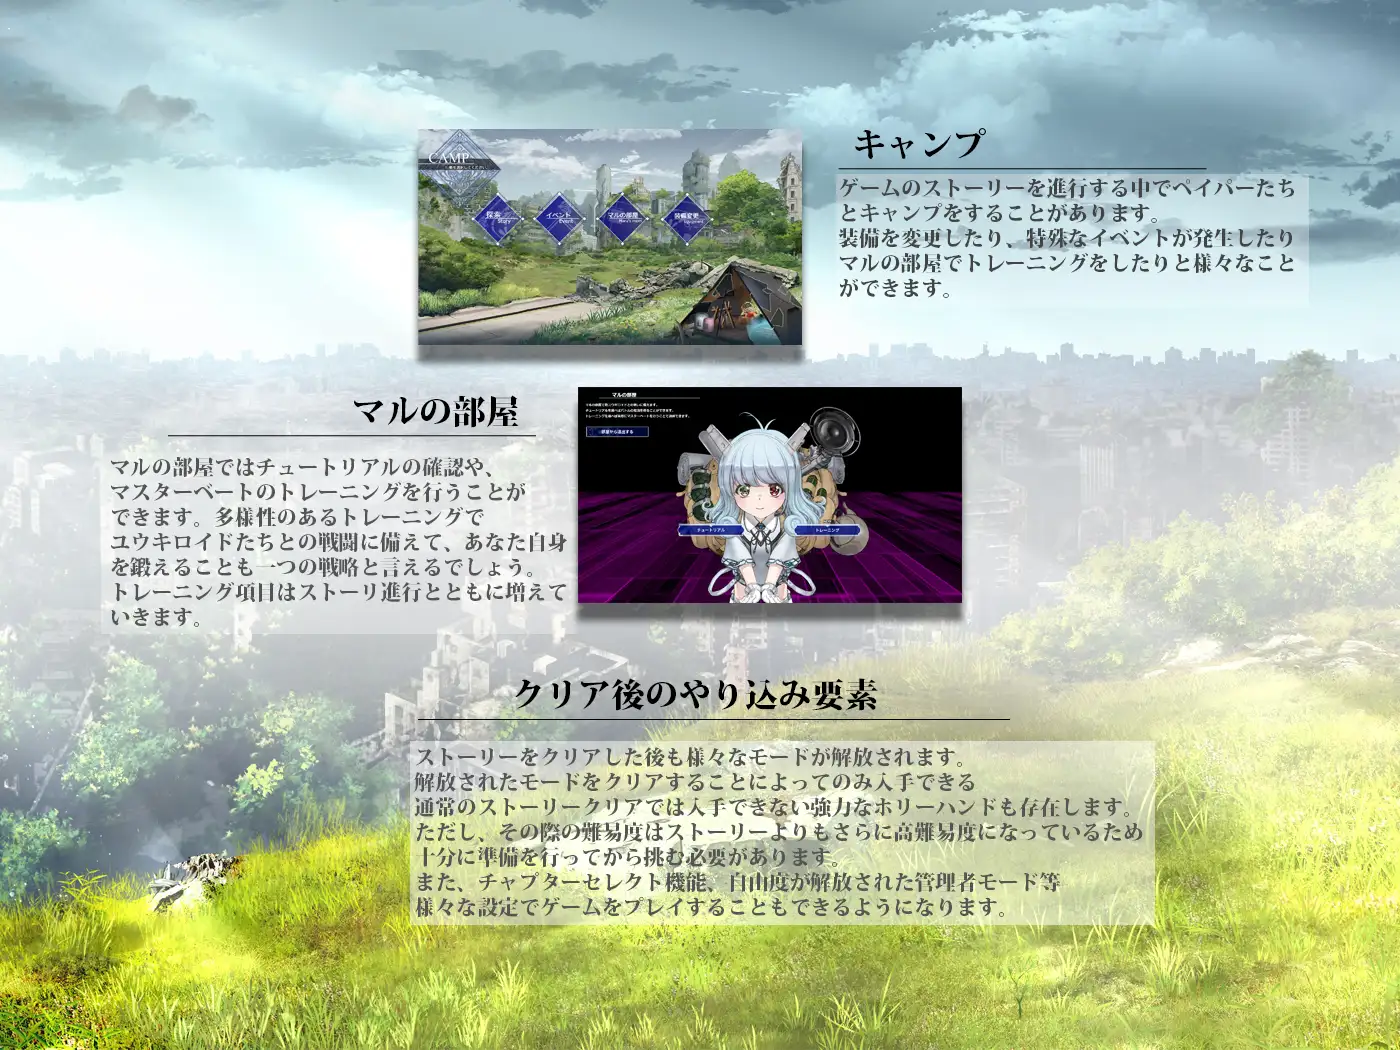 キャンプ
ゲームのストーリーを進行する中でペイパーたち
とキャンプをすることがあります。
装備を変更したり、特殊なイベントが発生したり
マルの部屋でトレーニングをしたりと様々なこと
ができます。
CAMP
探索
Story
イベント
Event
マルの部屋
装備変更
マルの部屋
マルの部屋ではチュートリアルの確認や、
マスターベートのトレーニングを行うことが
できます。多様性のあるトレーニングで
ユウキロイドたちとの戦闘に備えて、あなた自身
を鍛えることも一つの戦略と言えるでしょう。
トレーニング項目はストーリ進行とともに増えて
いきます。
マルの部屋
部屋から退出する
チュートリアル
トレーニング
クリア後のやり込み要素
ストーリーをクリアした後も様々なモードが解放されます。
解放されたモードをクリアすることによってのみ入手できる
通常のストーリークリアでは入手できない強力なホリーハンドも存在します。
ただし、その際の難易度はストーリーよりもさらに高難易度になっているため
十分に準備を行ってから挑む必要があります。
また、チャプターセレクト機能、自由度が解放された管理者モード等
様々な設定でゲームをプレイすることもできるようになります。